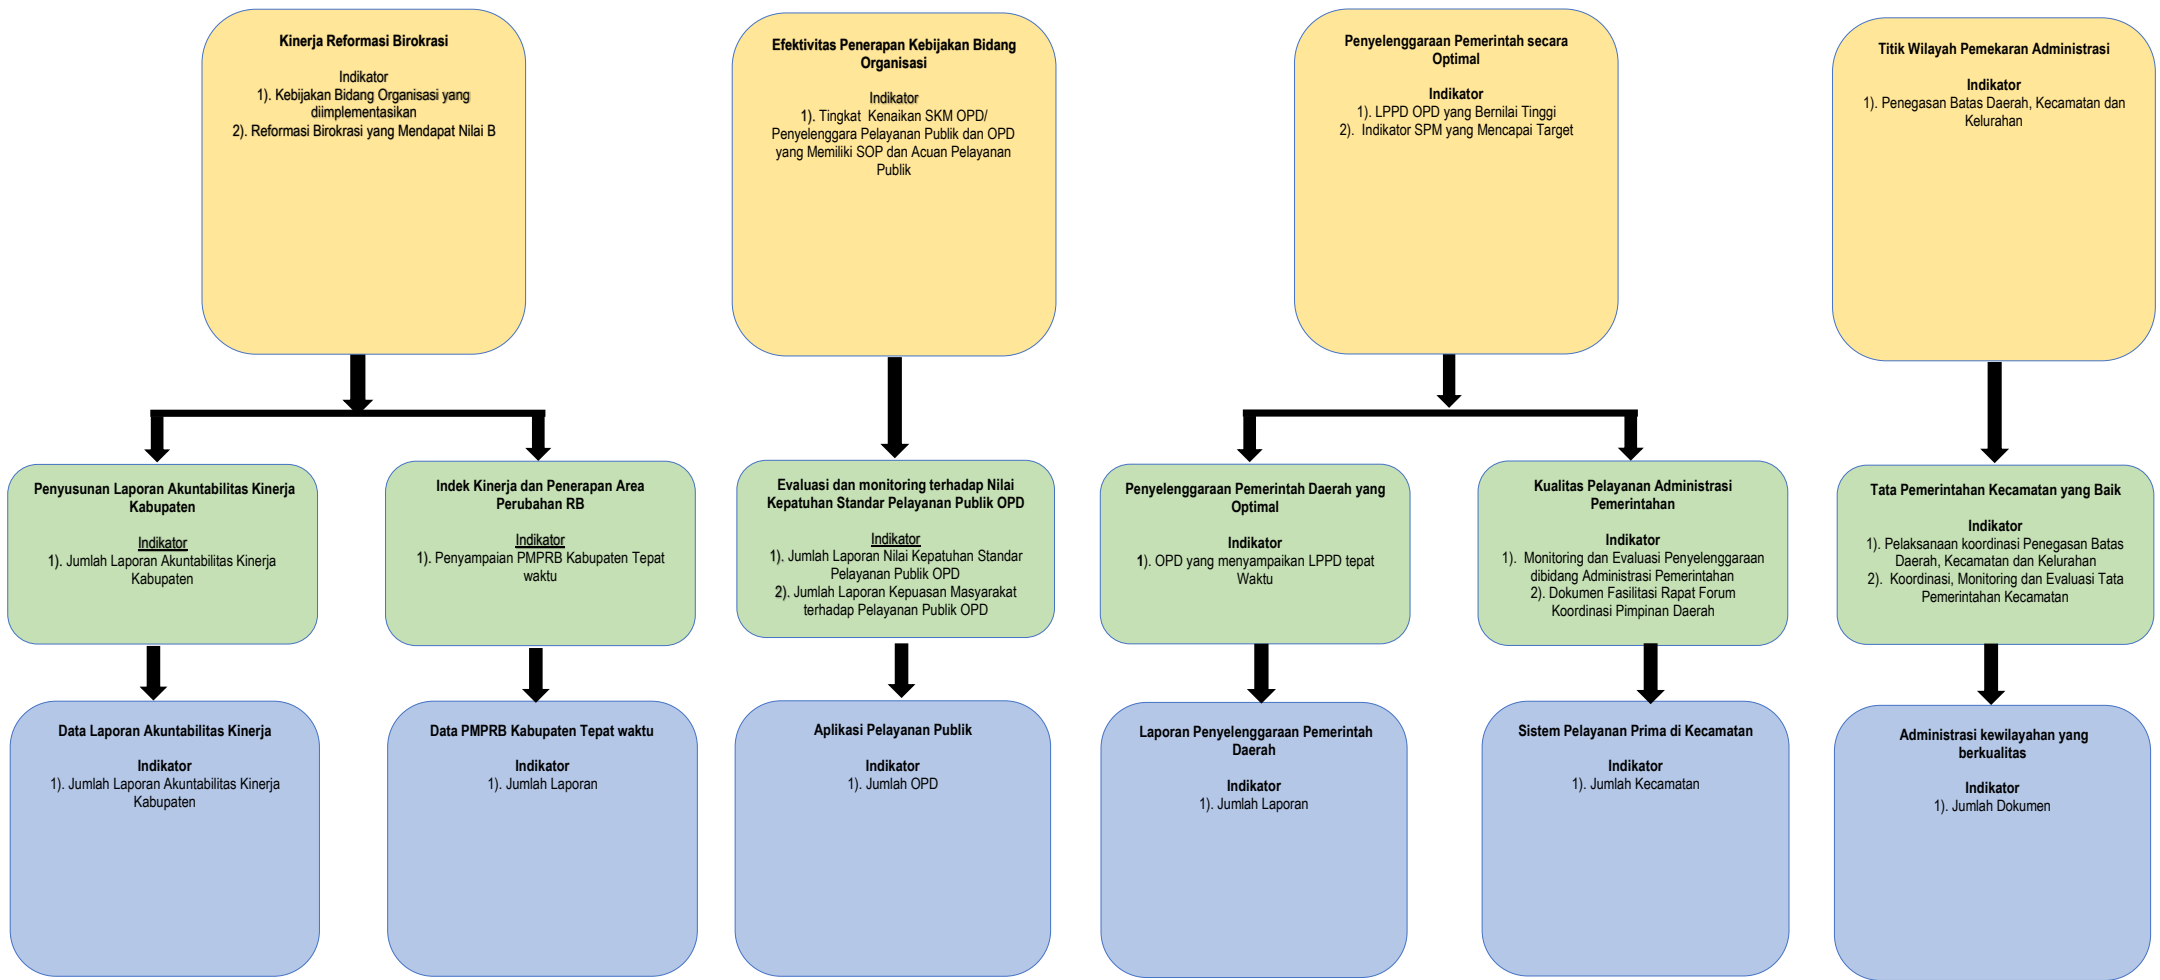 Kinerja Reformasi Birokrasi
Indikator
1). Kebijakan Bidang Organisasi yang
diimplementasikan
2). Reformasi Birokrasi yang Mendapat Nilai B
Efektivitas Penerapan Kebijakan Bidang
Organisasi
Indikator
1). Tingkat Kenaikan SKM OPD/
Penyelenggara Pelayanan Publik dan OPD
yang Memiliki SOP dan Acuan Pelayanan
Publik
Penyelenggaraan Pemerintah secara
Optimal
Indikator
1). LPPD OPD yang Bernilai Tinggi
2). Indikator SPM yang Mencapai Target
Titik Wilayah Pemekaran Administrasi
Indikator
1). Penegasan Batas Daerah, Kecamatan dan
Kelurahan
Penyusunan Laporan Akuntabilitas Kinerja
Kabupaten
Indikator
1). Jumlah Laporan Akuntabilitas Kinerja
Kabupaten
Indek Kinerja dan Penerapan Area
Perubahan RB
Indikator
1). Penyampaian PMPRB Kabupaten Tepat
waktu
Evaluasi dan monitoring terhadap Nilai
Kepatuhan Standar Pelayanan Publik OPD
Indikator
1). Jumlah Laporan Nilai Kepatuhan Standar
Pelayanan Publik OPD
2). Jumlah Laporan Kepuasan Masyarakat
terhadap Pelayanan Publik OPD
Penyelenggaraan Pemerintah Daerah yang
Optimal
Indikator
1). OPD yang menyampaikan LPPD tepat
Waktu
Kualitas Pelayanan Administrasi
Pemerintahan
Indikator
1). Monitoring dan Evaluasi Penyelenggaraan
dibidang Administrasi Pemerintahan
2). Dokumen Fasilitasi Rapat Forum
Koordinasi Pimpinan Daerah
Tata Pemerintahan Kecamatan yang Baik
Indikator
1). Pelaksanaan koordinasi Penegasan Batas
Daerah, Kecamatan dan Kelurahan
2). Koordinasi, Monitoring dan Evaluasi Tata
Pemerintahan Kecamatan
Data Laporan Akuntabilitas Kinerja
Indikator
1). Jumlah Laporan Akuntabilitas Kinerja
Kabupaten
Data PMPRB Kabupaten Tepat waktu
Indikator
1). Jumlah Laporan
Aplikasi Pelayanan Publik
Indikator
1). Jumlah OPD
Laporan Penyelenggaraan Pemerintah
Daerah
Indikator
1). Jumlah Laporan
Sistem Pelayanan Prima di Kecamatan
Indikator
1). Jumlah Kecamatan
Administrasi kewilayahan yang
berkualitas
Indikator
1). Jumlah Dokumen